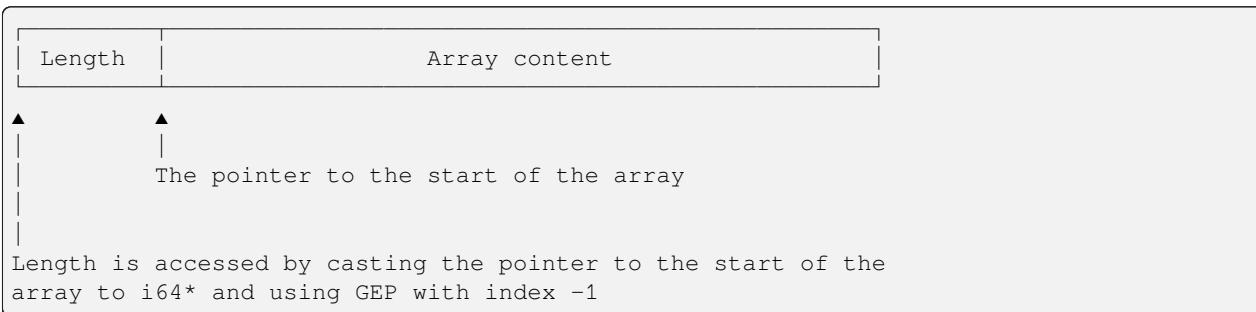 Length Array content
The pointer to the start of the array
Length is accessed by casting the pointer to the start of the
array to i64* and using GEP with index -1